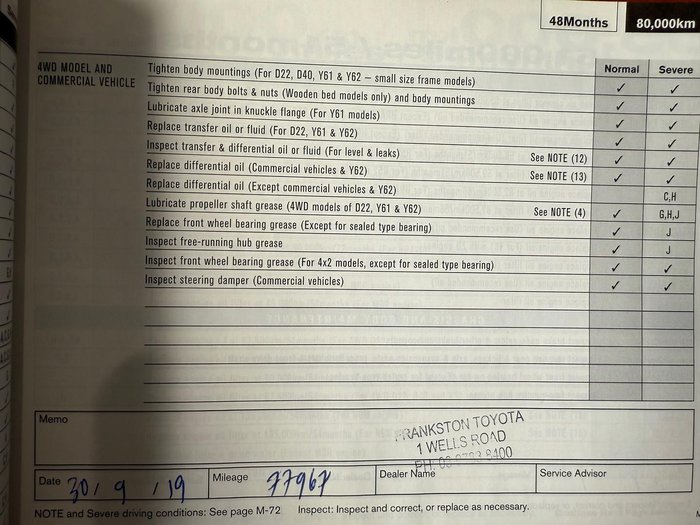 48Months 80,000km
Normal Severe
4WD MODEL AND
COMMERCIAL VEHICLE
Tighten body mountings (For D22, D40, Y61 & Y62 – small size frame models) ✓ ✓
Tighten rear body bolts & nuts (Wooden bed models only) and body mountings ✓ ✓
Lubricate axle joint in knuckle flange (For Y61 models) ✓ ✓
Replace transfer oil or fluid (For D22, Y61 & Y62) ✓ ✓
Inspect transfer & differential oil or fluid (For level & leaks) See NOTE (12) ✓ ✓
Replace differential oil (Commercial vehicles & Y62) See NOTE (13) ✓ ✓
Replace differential oil (Except commercial vehicles & Y62) C,H
Lubricate propeller shaft grease (4WD models of D22, Y61 & Y62) See NOTE (4) ✓ G,H,J
Replace front wheel bearing grease (Except for sealed type bearing) ✓ J
Inspect free-running hub grease ✓ J
Inspect front wheel bearing grease (For 4x2 models, except for sealed type bearing) ✓ ✓
Inspect steering damper (Commercial vehicles) ✓ ✓
Memo
FRANKSTON TOYOTA
1 WELLS ROAD
Date 30/ 9 /19 Mileage 77967 Dealer Name Service Advisor
NOTE and Severe driving conditions: See page M-72 Inspect: Inspect and correct, or replace as necessary.